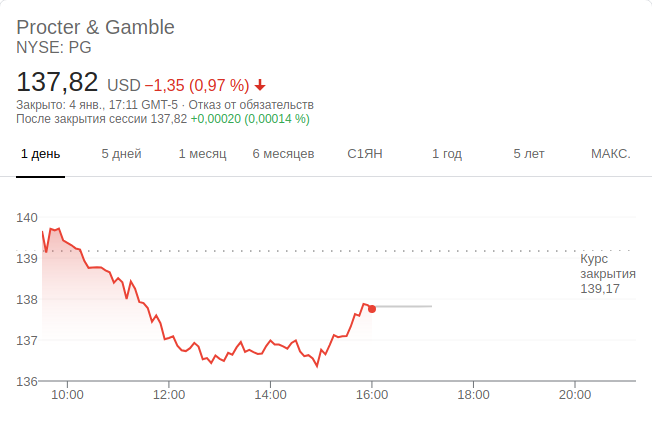 Procter & Gamble
NYSE: PG
137,82 USD −1,35 (0,97 %)
Закрыто: 4 янв., 17:11 GMT-5 · Отказ от обязательств
После закрытия сессии 137,82 +0,00020 (0,00014 %)
1 день 5 дней 1 месяц 6 месяцев С1ЯН 1 год 5 лет МАКС.
140
139
Курс
закрытия
139,17
138
137
136
10:00 12:00 14:00 16:00 18:00 20:00